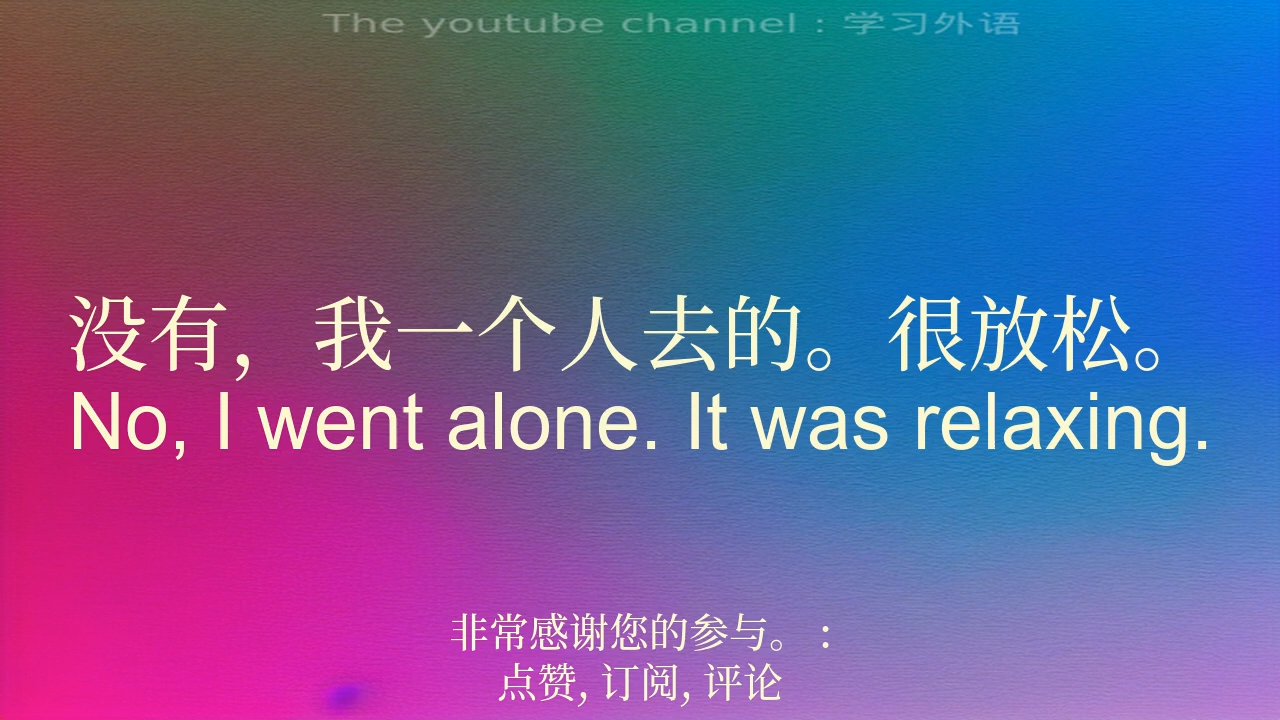 The youtube channel : 学习外语
没有，我一个人去的。很放松。
No, I went alone. It was relaxing.
非常感谢您的参与。 :
点赞, 订阅, 评论